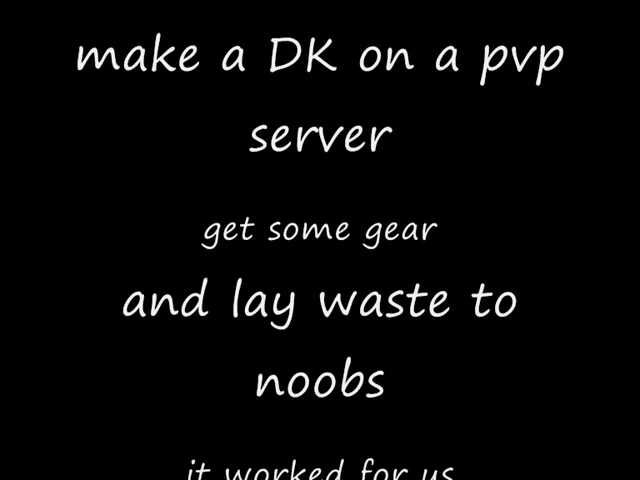 make a DK on a pvp
server
get some gear
and lay waste to
noobs
it worked for us